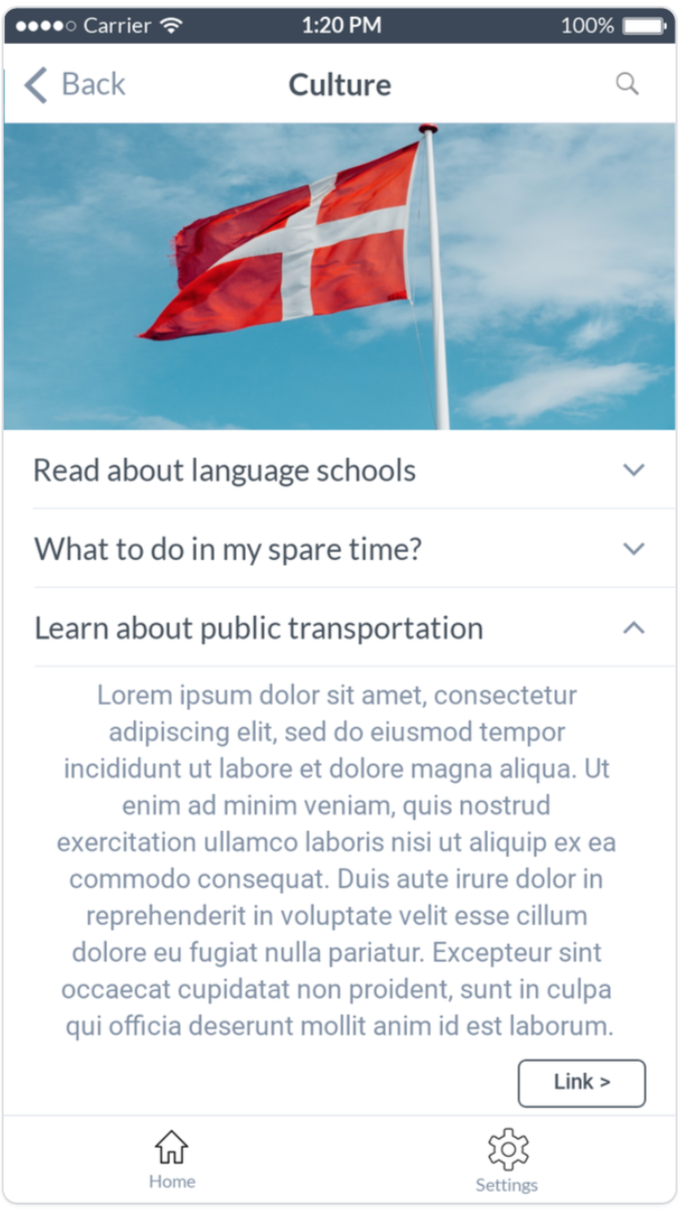 Carrier 1:20 PM 100%
Back Culture
Read about language schools
What to do in my spare time?
Learn about public transportation
Lorem ipsum dolor sit amet, consectetur
adipiscing elit, sed do eiusmod tempor
incididunt ut labore et dolore magna aliqua. Ut
enim ad minim veniam, quis nostrud
exercitation ullamco laboris nisi ut aliquip ex ea
commodo consequat. Duis aute irure dolor in
reprehenderit in voluptate velit esse cillum
dolore eu fugiat nulla pariatur. Excepteur sint
occaecat cupidatat non proident, sunt in culpa
qui officia deserunt mollit anim id est laborum.
Link >
Home Settings